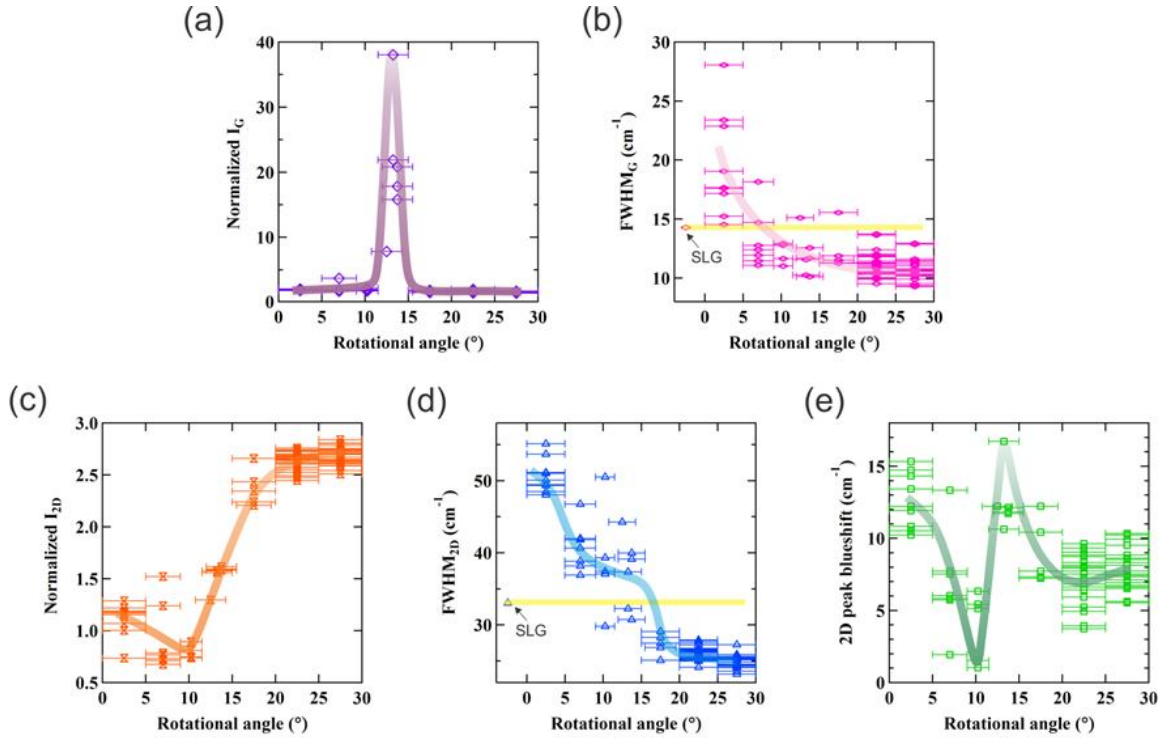 (a)
40
30
20
10
0
Normalized I_G
0 5 10 15 20 25 30
Rotational angle (°)
(b)
30
25
20
15
10
FWHM_G (cm⁻¹)
SLG
0 5 10 15 20 25 30
Rotational angle (°)
(c)
3.0
2.5
2.0
1.5
1.0
0.5
Normalized I_2D
0 5 10 15 20 25 30
Rotational angle (°)
(d)
50
40
30
FWHM_2D (cm⁻¹)
SLG
0 5 10 15 20 25 30
Rotational angle (°)
(e)
15
10
5
0
2D peak blueshift (cm⁻¹)
0 5 10 15 20 25 30
Rotational angle (°)